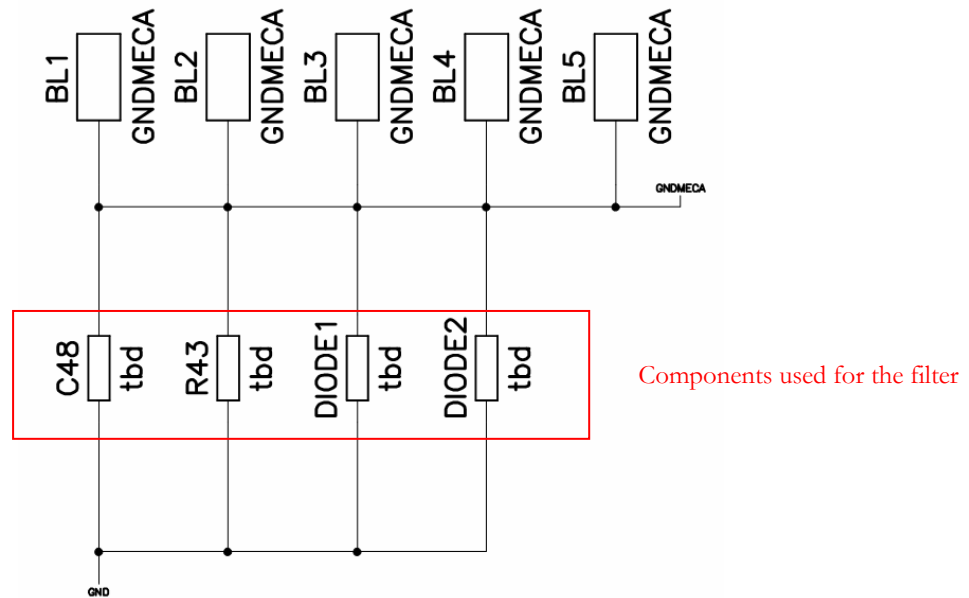 BL1
GNDMECA
BL2
GNDMECA
BL3
GNDMECA
BL4
GNDMECA
BL5
GNDMECA
GNDMECA
C48
tbd
R43
tbd
DIODE1
tbd
DIODE2
tbd
Components used for the filter
GND